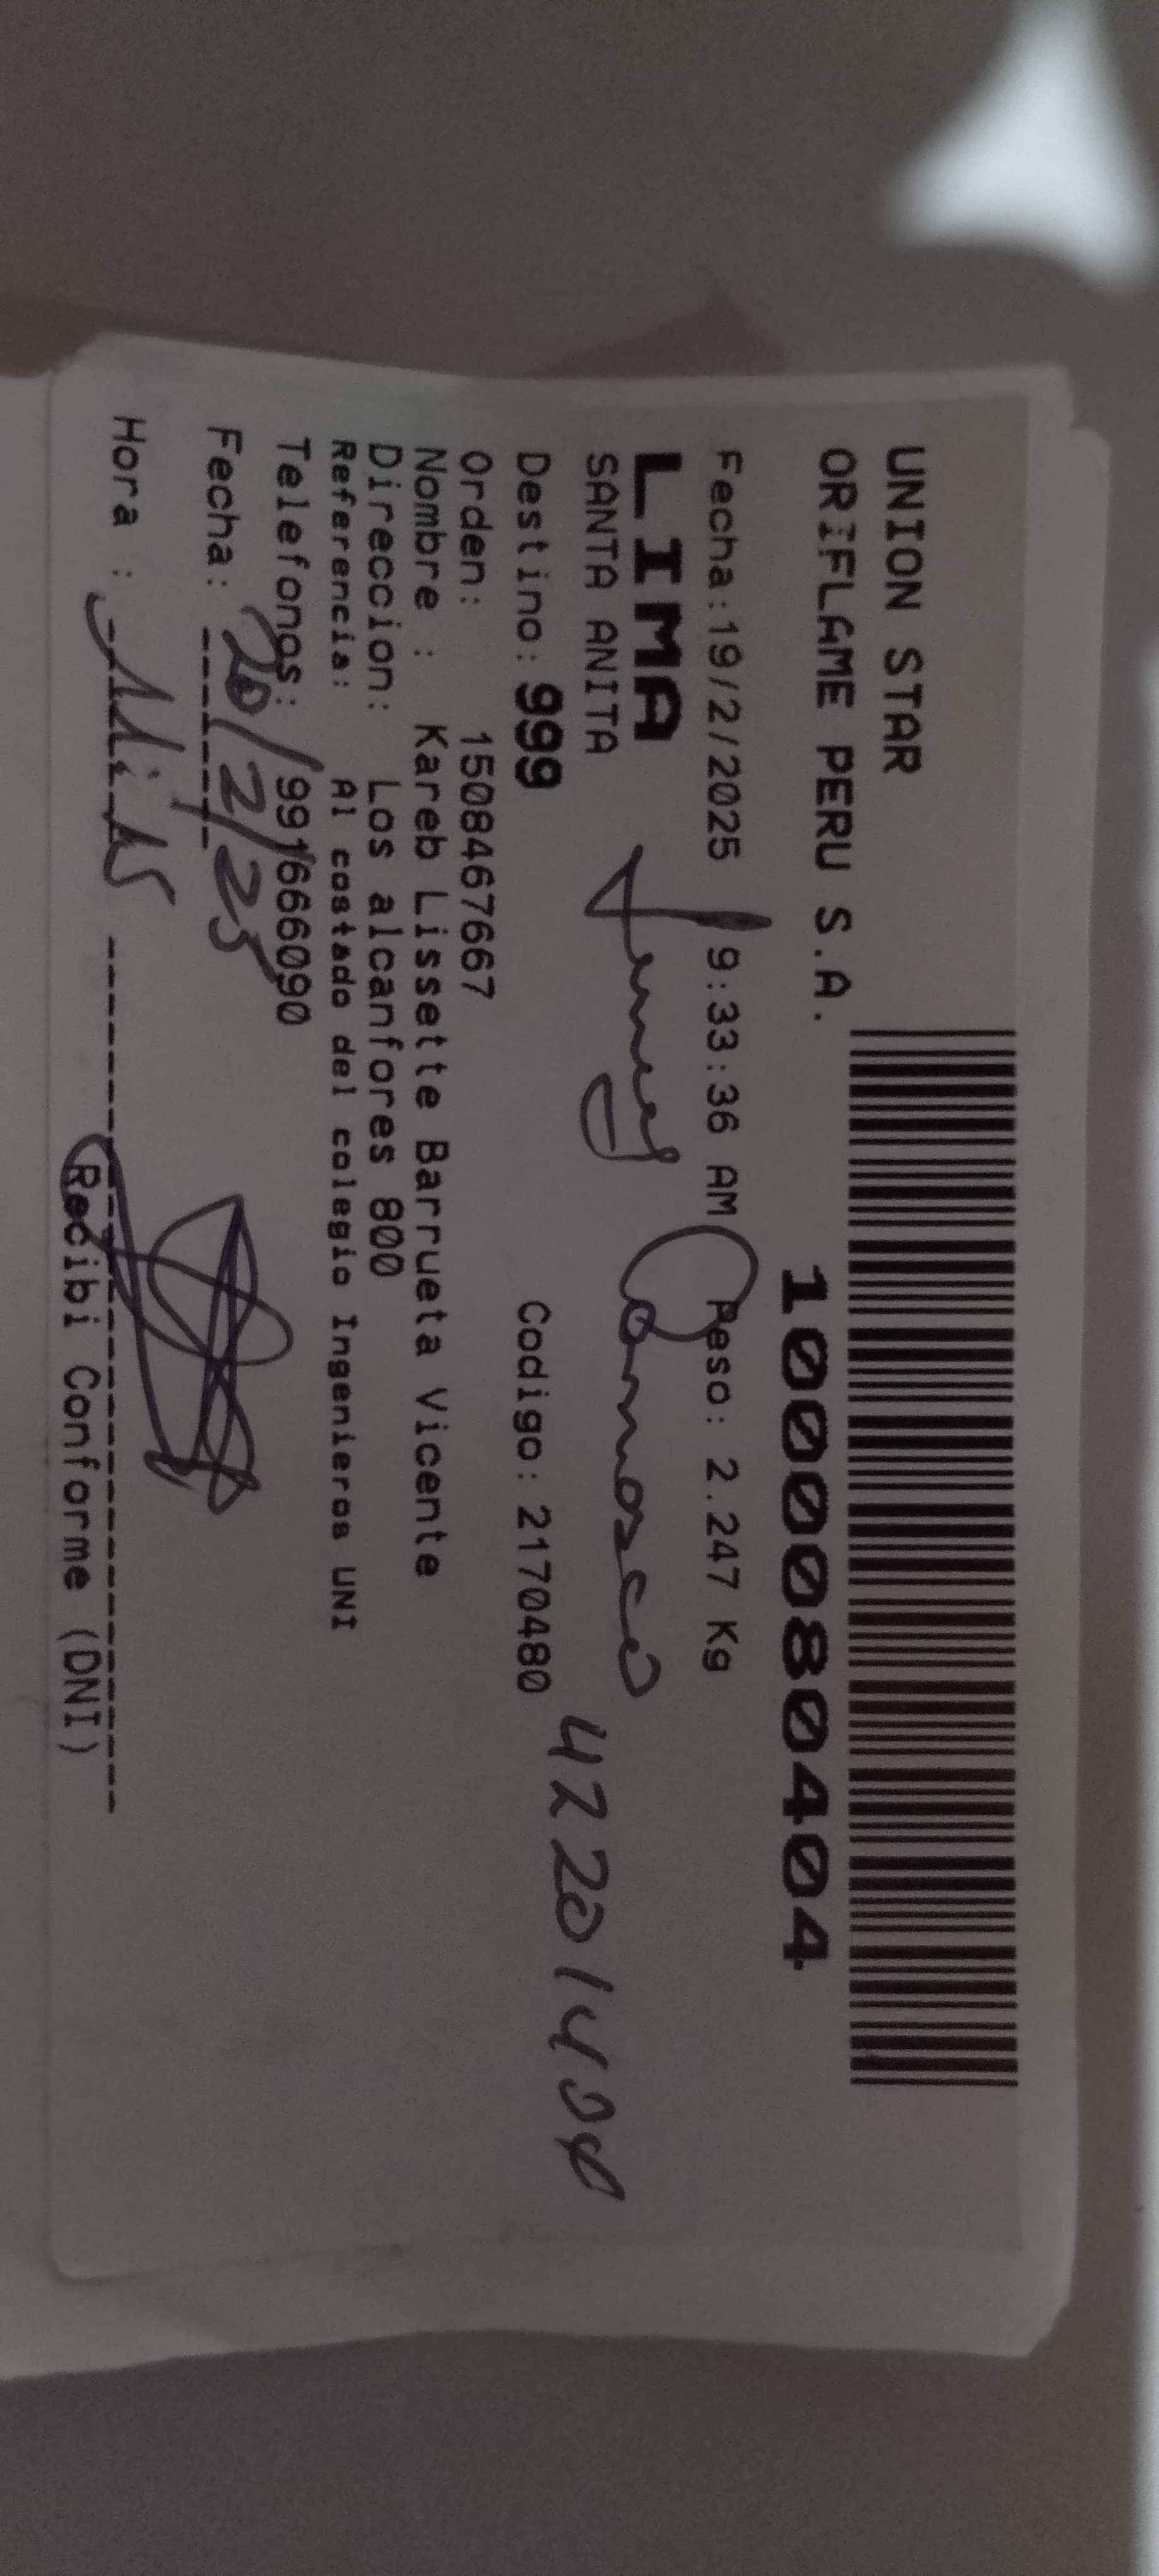 UNION STAR
ORIFLAME PERU S.A.
1000080404
Fecha:19/2/2025 9:33:36 AM Peso: 2.247 Kg
LIMA
SANTA ANITA
Destino: 999 Codigo: 2170480
Orden: 150846767
Nombre : Kareb Lissette Barrueta Vicente
Direccion: Los alcanfores 800
Referencia: Al costado del colegio Ingenieros UNI
Telefonos: 991666090
Fecha: 20/2/25
Hora :
Recibi Conforme (DNI)